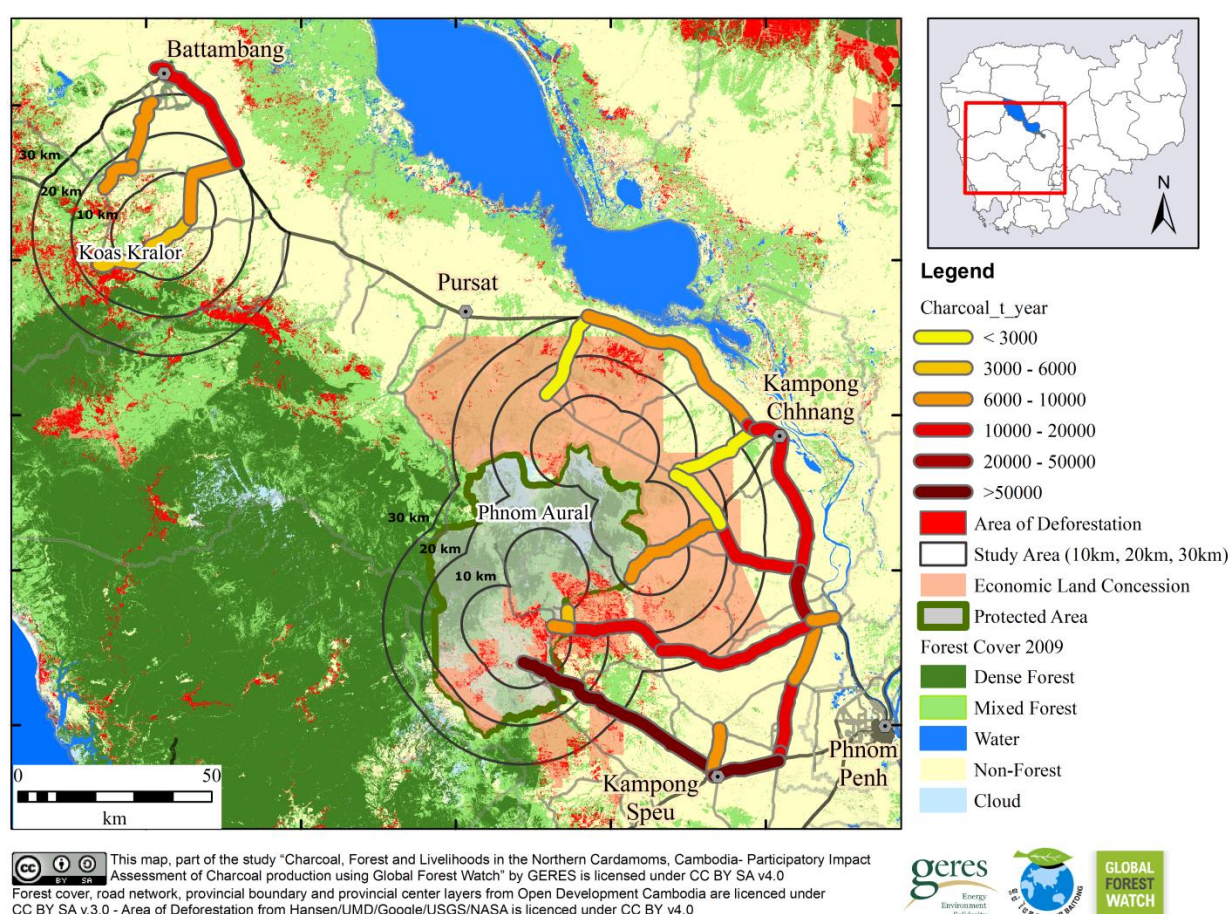 Battambang
30 km
20 km
10 km
Koas Kralor
Pursat
Kampong
Chhnang
30 km
Phnom Aural
20 km
10 km
Phnom
Penh
Kampong
Speu
0 50
km
N
Legend
Charcoal_t_year
< 3000
3000 - 6000
6000 - 10000
10000 - 20000
20000 - 50000
>50000
Area of Deforestation
Study Area (10km, 20km, 30km)
Economic Land Concession
Protected Area
Forest Cover 2009
Dense Forest
Mixed Forest
Water
Non-Forest
Cloud
cc
BY SA
This map, part of the study "Charcoal, Forest and Livelihoods in the Northern Cardamoms, Cambodia- Participatory Impact
Assessment of Charcoal production using Global Forest Watch" by GERES is licensed under CC BY SA v4.0
Forest cover, road network, provincial boundary and provincial center layers from Open Development Cambodia are licenced under
CC BY SA v.3.0 - Area of Deforestation from Hansen/UMD/Google/USGS/NASA is licenced under CC BY v4.0
geres
Energy
Environment
GLOBAL
FOREST
WATCH